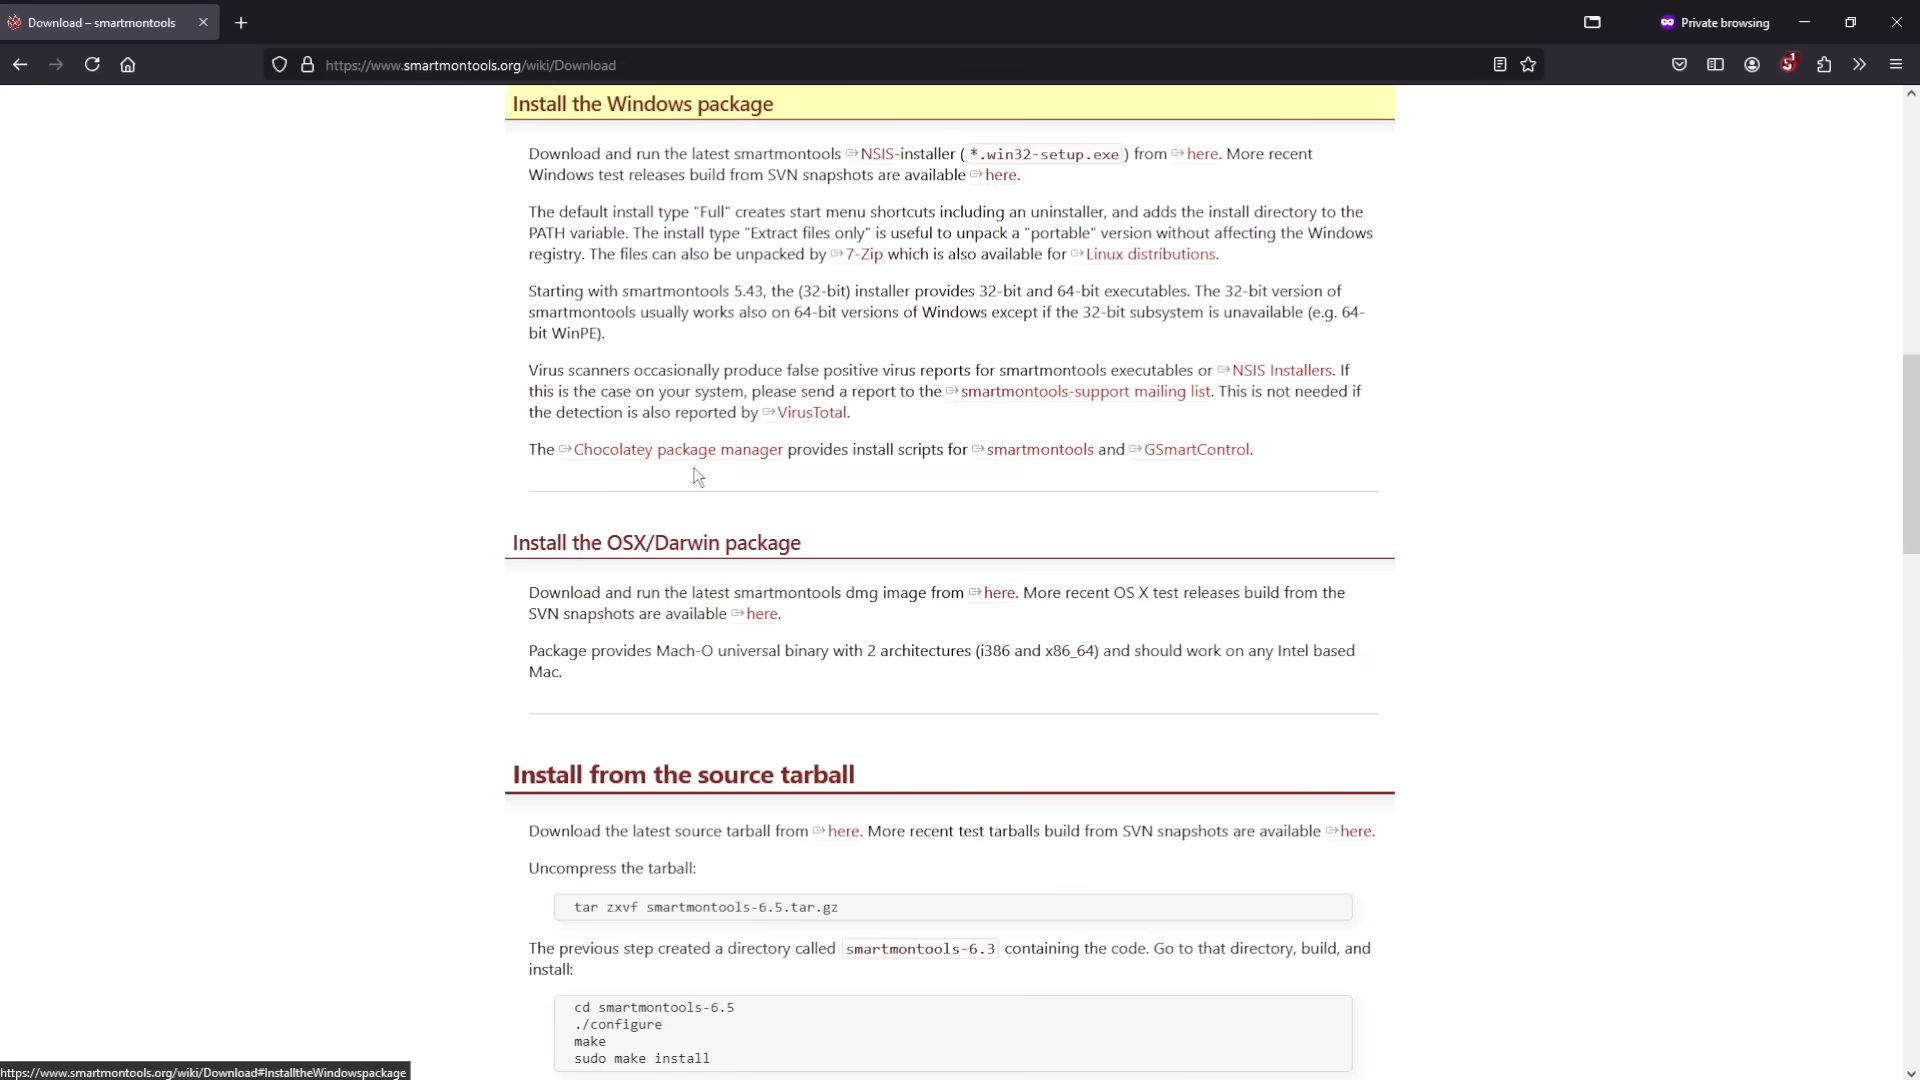 Download – smartmontools
Private browsing
https://www.smartmontools.org/wiki/Download
1
Install the Windows package
Download and run the latest smartmontools NSIS-installer (*.win32-setup.exe) from here. More recent
Windows test releases build from SVN snapshots are available here.
The default install type "Full" creates start menu shortcuts including an uninstaller, and adds the install directory to the
PATH variable. The install type "Extract files only" is useful to unpack a "portable" version without affecting the Windows
registry. The files can also be unpacked by 7-Zip which is also available for Linux distributions.
Starting with smartmontools 5.43, the (32-bit) installer provides 32-bit and 64-bit executables. The 32-bit version of
smartmontools usually works also on 64-bit versions of Windows except if the 32-bit subsystem is unavailable (e.g. 64-
bit WinPE).
Virus scanners occasionally produce false positive virus reports for smartmontools executables or NSIS Installers. If
this is the case on your system, please send a report to the smartmontools-support mailing list. This is not needed if
the detection is also reported by VirusTotal.
The Chocolatey package manager provides install scripts for smartmontools and GSmartControl.
Install the OSX/Darwin package
Download and run the latest smartmontools dmg image from here. More recent OS X test releases build from the
SVN snapshots are available here.
Package provides Mach-O universal binary with 2 architectures (i386 and x86_64) and should work on any Intel based
Mac.
Install from the source tarball
Download the latest source tarball from here. More recent test tarballs build from SVN snapshots are available here.
Uncompress the tarball:
tar zxvf smartmontools-6.5.tar.gz
The previous step created a directory called smartmontools-6.3 containing the code. Go to that directory, build, and
install:
cd smartmontools-6.5
./configure
make
sudo make install
https://www.smartmontools.org/wiki/Download#InstalltheWindowspackage